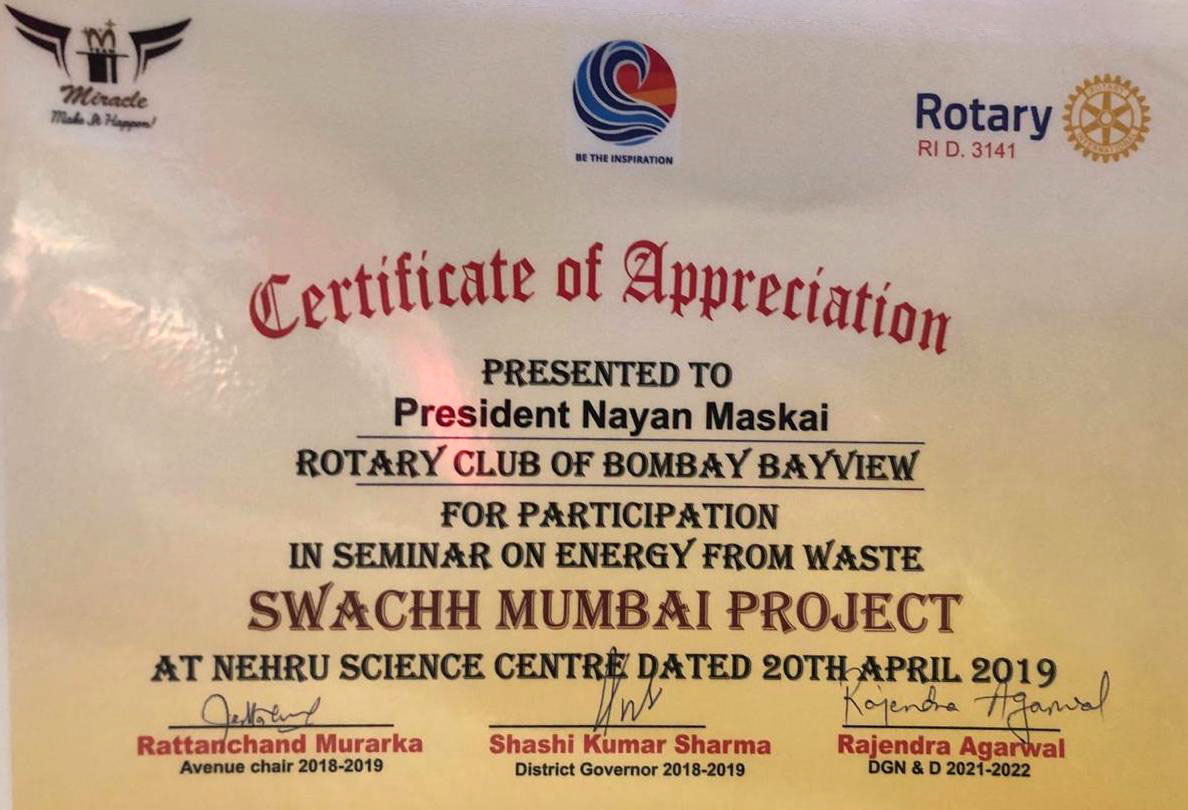 Miracle
Make It Happen!
BE THE INSPIRATION
Rotary
RI D. 3141
ROTARY
INTERNATIONAL
Certificate of Appreciation
PRESENTED TO
President Nayan Maskai
ROTARY CLUB OF BOMBAY BAYVIEW
FOR PARTICIPATION
IN SEMINAR ON ENERGY FROM WASTE
SWACHH MUMBAI PROJECT
AT NEHRU SCIENCE CENTRE DATED 20TH APRIL 2019
Rajendra Agarwal
Rattanchand Murarka
Shashi Kumar Sharma
Rajendra Agarwal
Avenue chair 2018-2019
District Governor 2018-2019
DGN & D 2021-2022